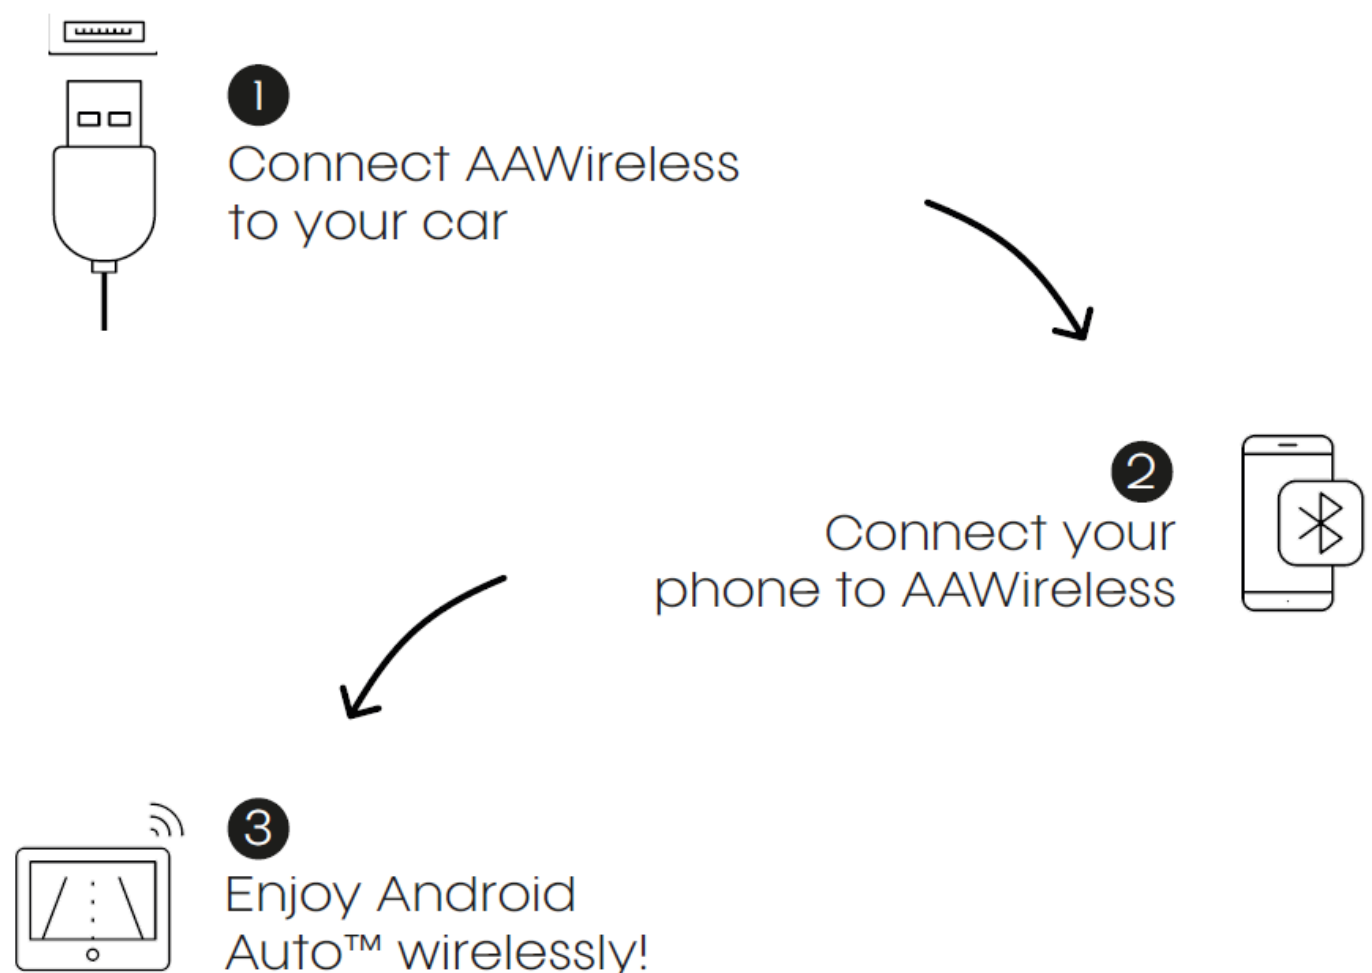 1
Connect AAWireless
to your car
2
Connect your
phone to AAWireless
3
Enjoy Android
Auto™ wirelessly!